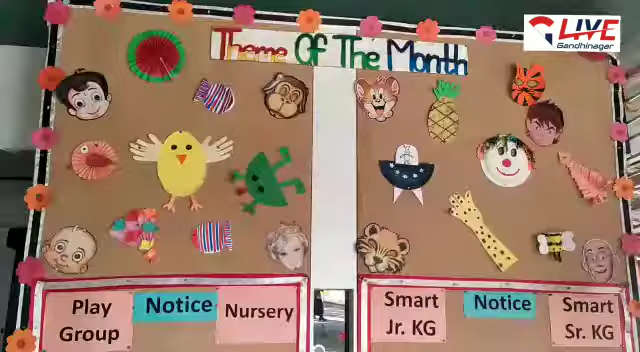 LIVE
Gandhinagar
Theme Of The Month
Play
Group
Notice
Nursery
Smart
Jr. KG
Notice
Smart
Sr. KG